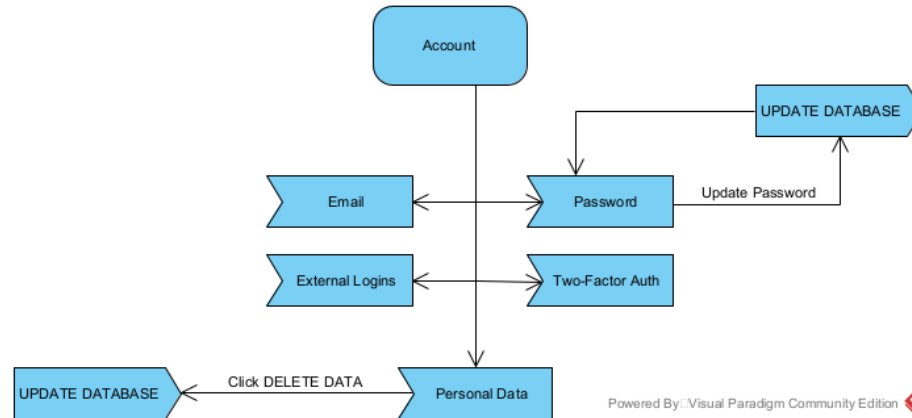 Account
UPDATE DATABASE
Email
Password
Update Password
External Logins
Two-Factor Auth
Click DELETE DATA
UPDATE DATABASE
Personal Data
Powered By Visual Paradigm Community Edition